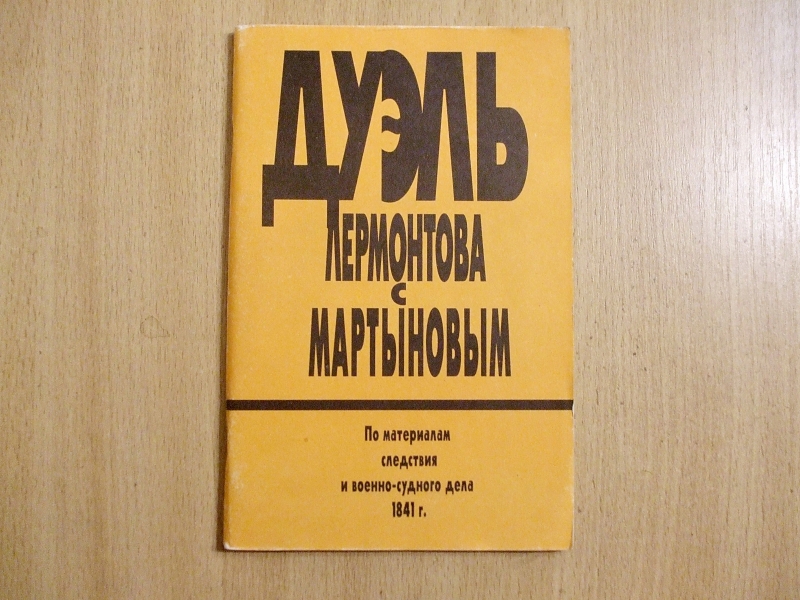 ДУЭЛЬ
ЛЕРМОНТОВА
С
МАРТЫНОВЫМ
По материалам
следствия
и военно-судного дела
1841 г.